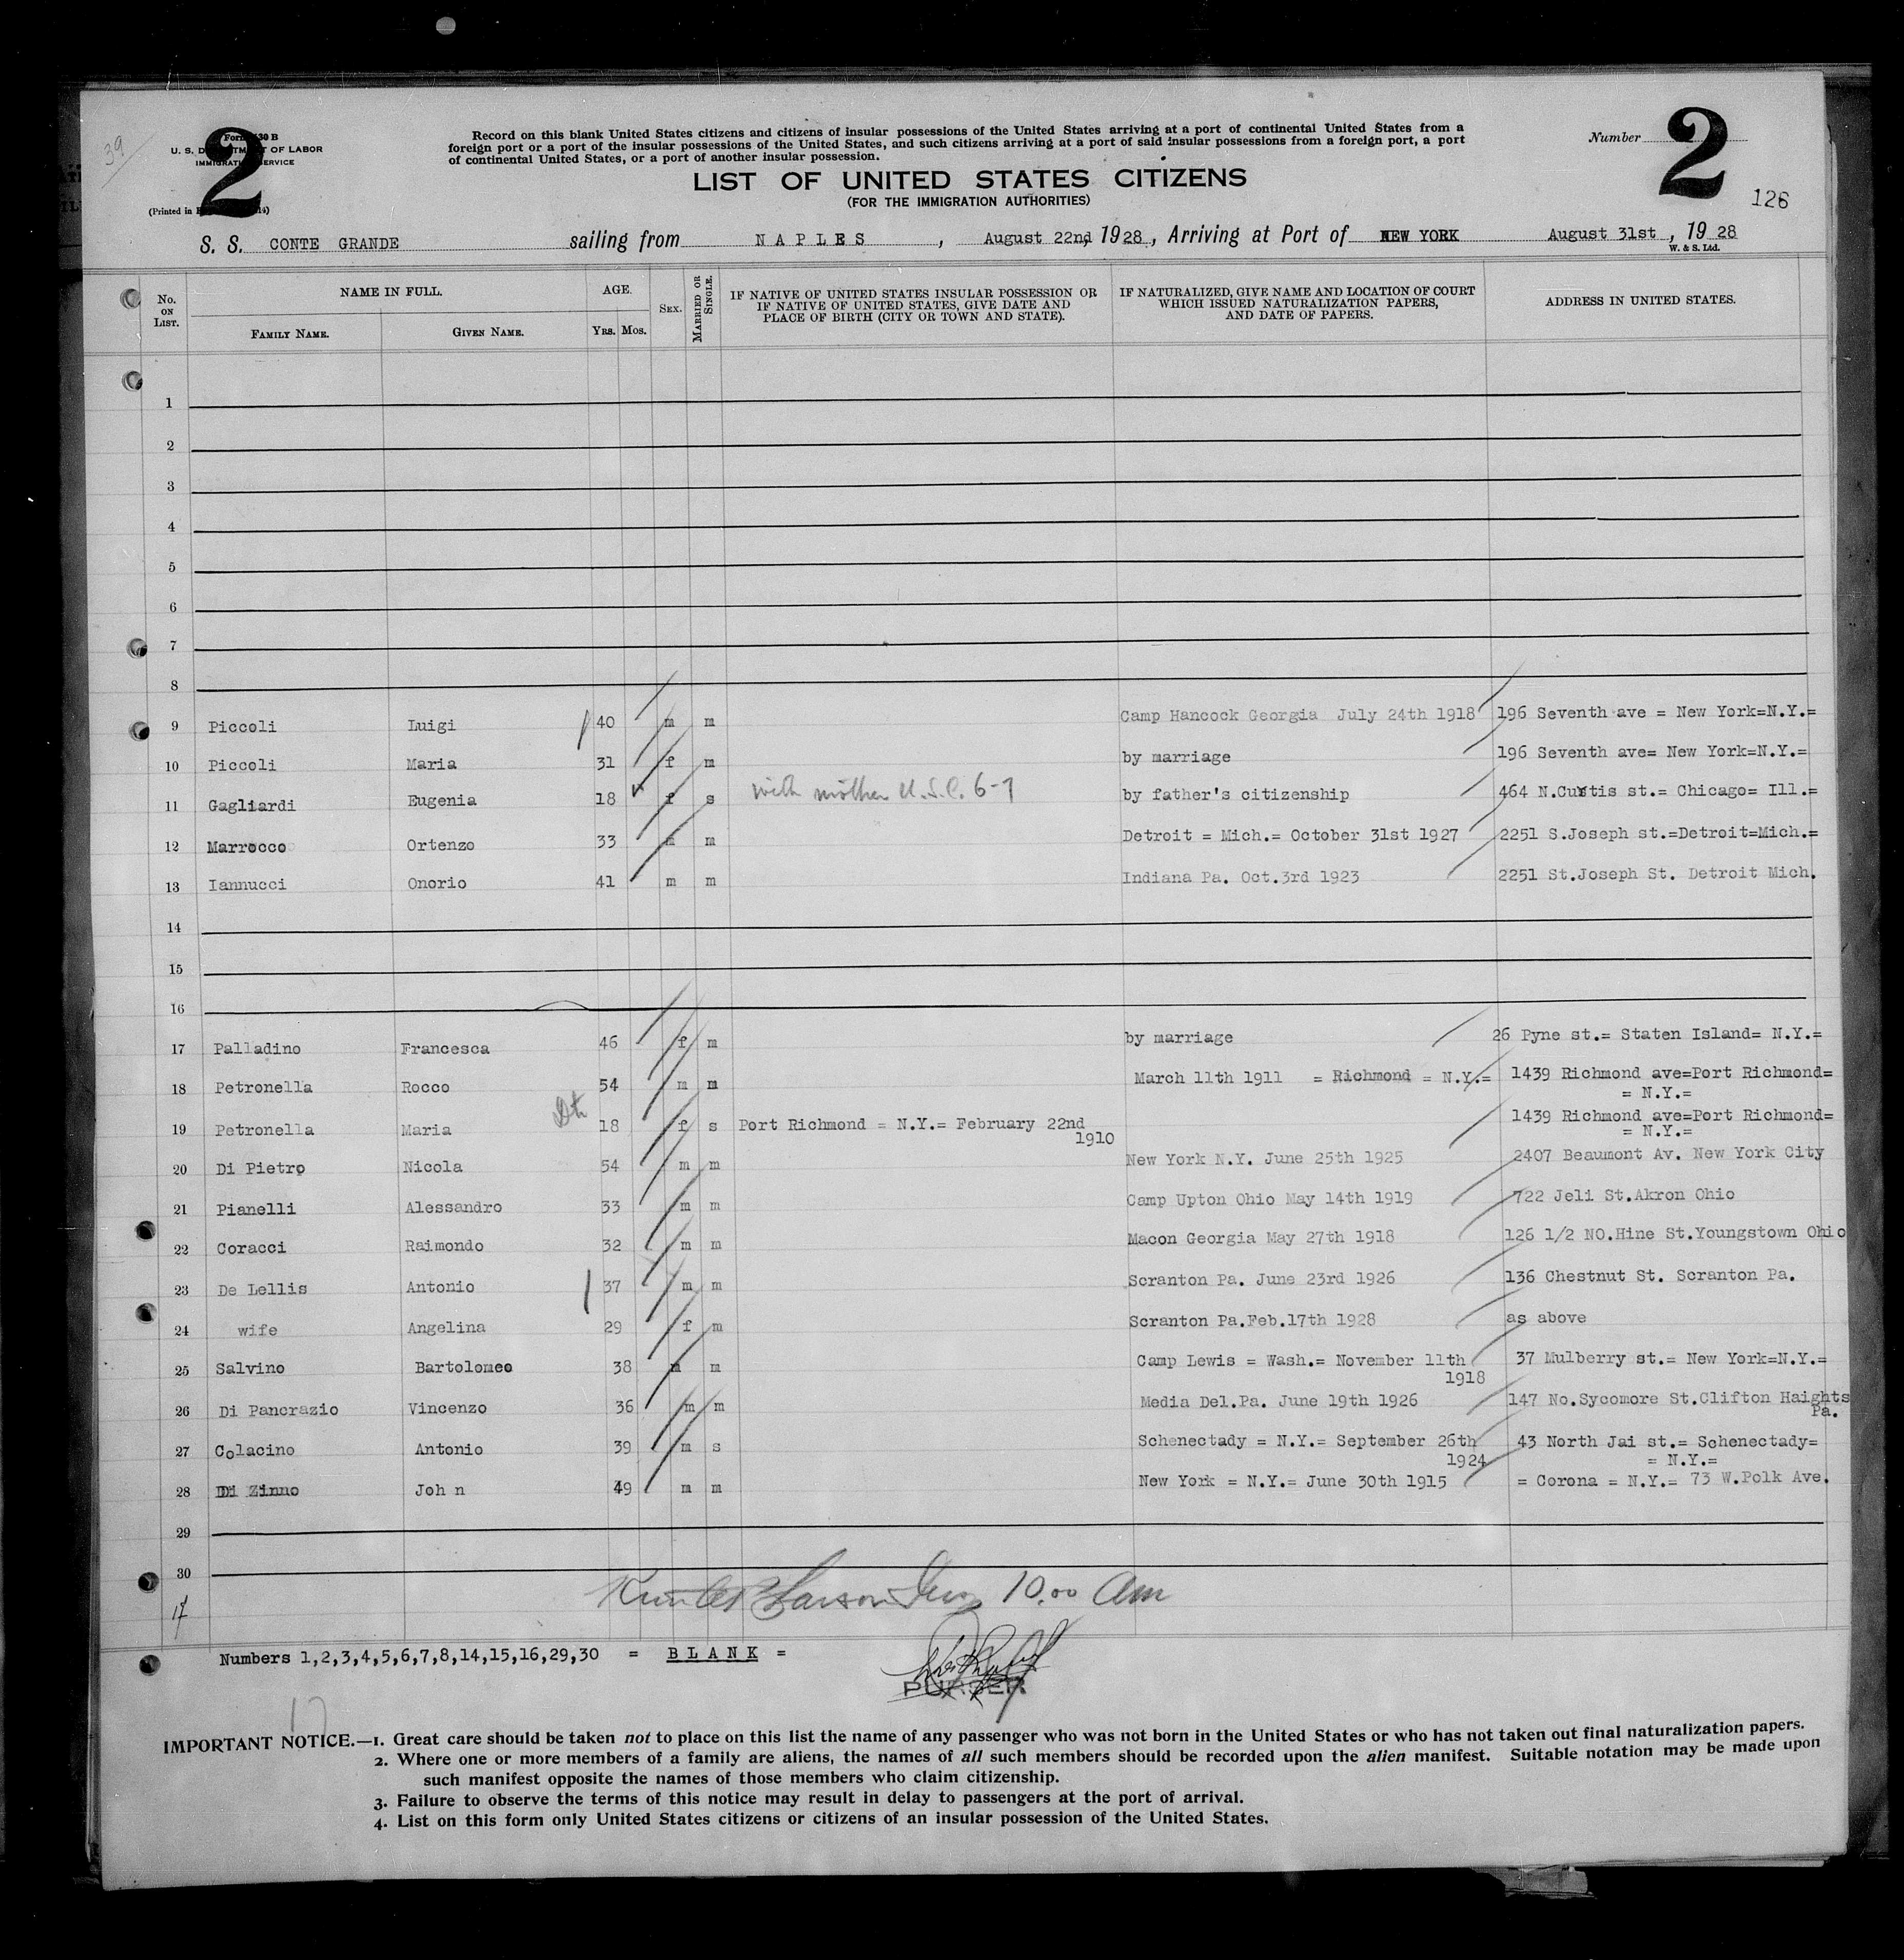 39
Form 630 B
U. S. DEPARTMENT OF LABOR
IMMIGRATION SERVICE
(Printed in
2
Record on this blank United States citizens and citizens of insular possessions of the United States arriving at a port of continental United States from a
foreign port or a port of the insular possessions of the United States, and such citizens arriving at a port of said insular possessions from a foreign port, a port
of continental United States, or a port of another insular possession.
Number 2
126
LIST OF UNITED STATES CITIZENS
(FOR THE IMMIGRATION AUTHORITIES)
S. S. CONTE GRANDE sailing from NAPLES , August 22nd, 1928, Arriving at Port of NEW YORK August 31st, 1928
W. & S. Ltd.
No. ON LIST. NAME IN FULL. FAMILY NAME. GIVEN NAME. AGE. YRS. MOS. SEX. MARRIED OR SINGLE. IF NATIVE OF UNITED STATES INSULAR POSSESSION OR IF NATIVE OF UNITED STATES, GIVE DATE AND PLACE OF BIRTH (CITY OR TOWN AND STATE). IF NATURALIZED, GIVE NAME AND LOCATION OF COURT WHICH ISSUED NATURALIZATION PAPERS, AND DATE OF PAPERS. ADDRESS IN UNITED STATES.
1
2
3
4
5
6
7
8
9 Piccoli Luigi 40 m m Camp Hancock Georgia July 24th 1918 196 Seventh ave = New York=N.Y.=
10 Piccoli Maria 31 f m by marriage 196 Seventh ave= New York=N.Y.=
11 Gagliardi Eugenia 18 f s with mother U.S.C. 6-7 by father's citizenship 464 N.Curtis st.= Chicago= Ill.=
12 Marrocco Ortenzo 33 m m Detroit = Mich.= October 31st 1927 2251 S.Joseph st.=Detroit=Mich.=
13 Iannucci Onorio 41 m m Indiana Pa. Oct.3rd 1923 2251 St.Joseph St. Detroit Mich.
14
15
16
17 Palladino Francesca 46 f m by marriage 26 Pyne st.= Staten Island= N.Y.=
18 Petronella Rocco 54 m m March 11th 1911 = Richmond = N.Y.= 1439 Richmond ave=Port Richmond=
= N.Y.=
19 Petronella Maria 18 f s Port Richmond = N.Y.= February 22nd 1910 1439 Richmond ave=Port Richmond=
= N.Y.=
20 Di Pietro Nicola 54 m m New York N.Y. June 25th 1925 2407 Beaumont Av. New York City
21 Pianelli Alessandro 33 m m Camp Upton Ohio May 14th 1919 722 Jeli St.Akron Ohio
22 Coracci Raimondo 32 m m Macon Georgia May 27th 1918 126 1/2 NO.Hine St.Youngstown Ohio
23 De Lellis Antonio 37 m m Scranton Pa. June 23rd 1926 136 Chestnut St. Scranton Pa.
24 wife Angelina 29 f m Scranton Pa.Feb.17th 1928 as above
25 Salvino Bartolomeo 38 m m Camp Lewis = Wash.= November 11th 1918 37 Mulberry st.= New York=N.Y.=
26 Di Pancrazio Vincenzo 36 m m Media Del.Pa. June 19th 1926 147 No.Sycomore St.Clifton Haights
Pa.
27 Colacino Antonio 39 m s Schenectady = N.Y.= September 26th 1924 43 North Jai st.= Schenectady=
= N.Y.=
28 Di Zinno Joh n 49 m m New York = N.Y.= June 30th 1915 = Corona = N.Y.= 73 W.Polk Ave.
29
30
10.00 am
17
Numbers 1,2,3,4,5,6,7,8,14,15,16,29,30 = BLANK =
PURSER
17
IMPORTANT NOTICE.—1. Great care should be taken not to place on this list the name of any passenger who was not born in the United States or who has not taken out final naturalization papers.
2. Where one or more members of a family are aliens, the names of all such members should be recorded upon the alien manifest. Suitable notation may be made upon
such manifest opposite the names of those members who claim citizenship.
3. Failure to observe the terms of this notice may result in delay to passengers at the port of arrival.
4. List on this form only United States citizens or citizens of an insular possession of the United States.